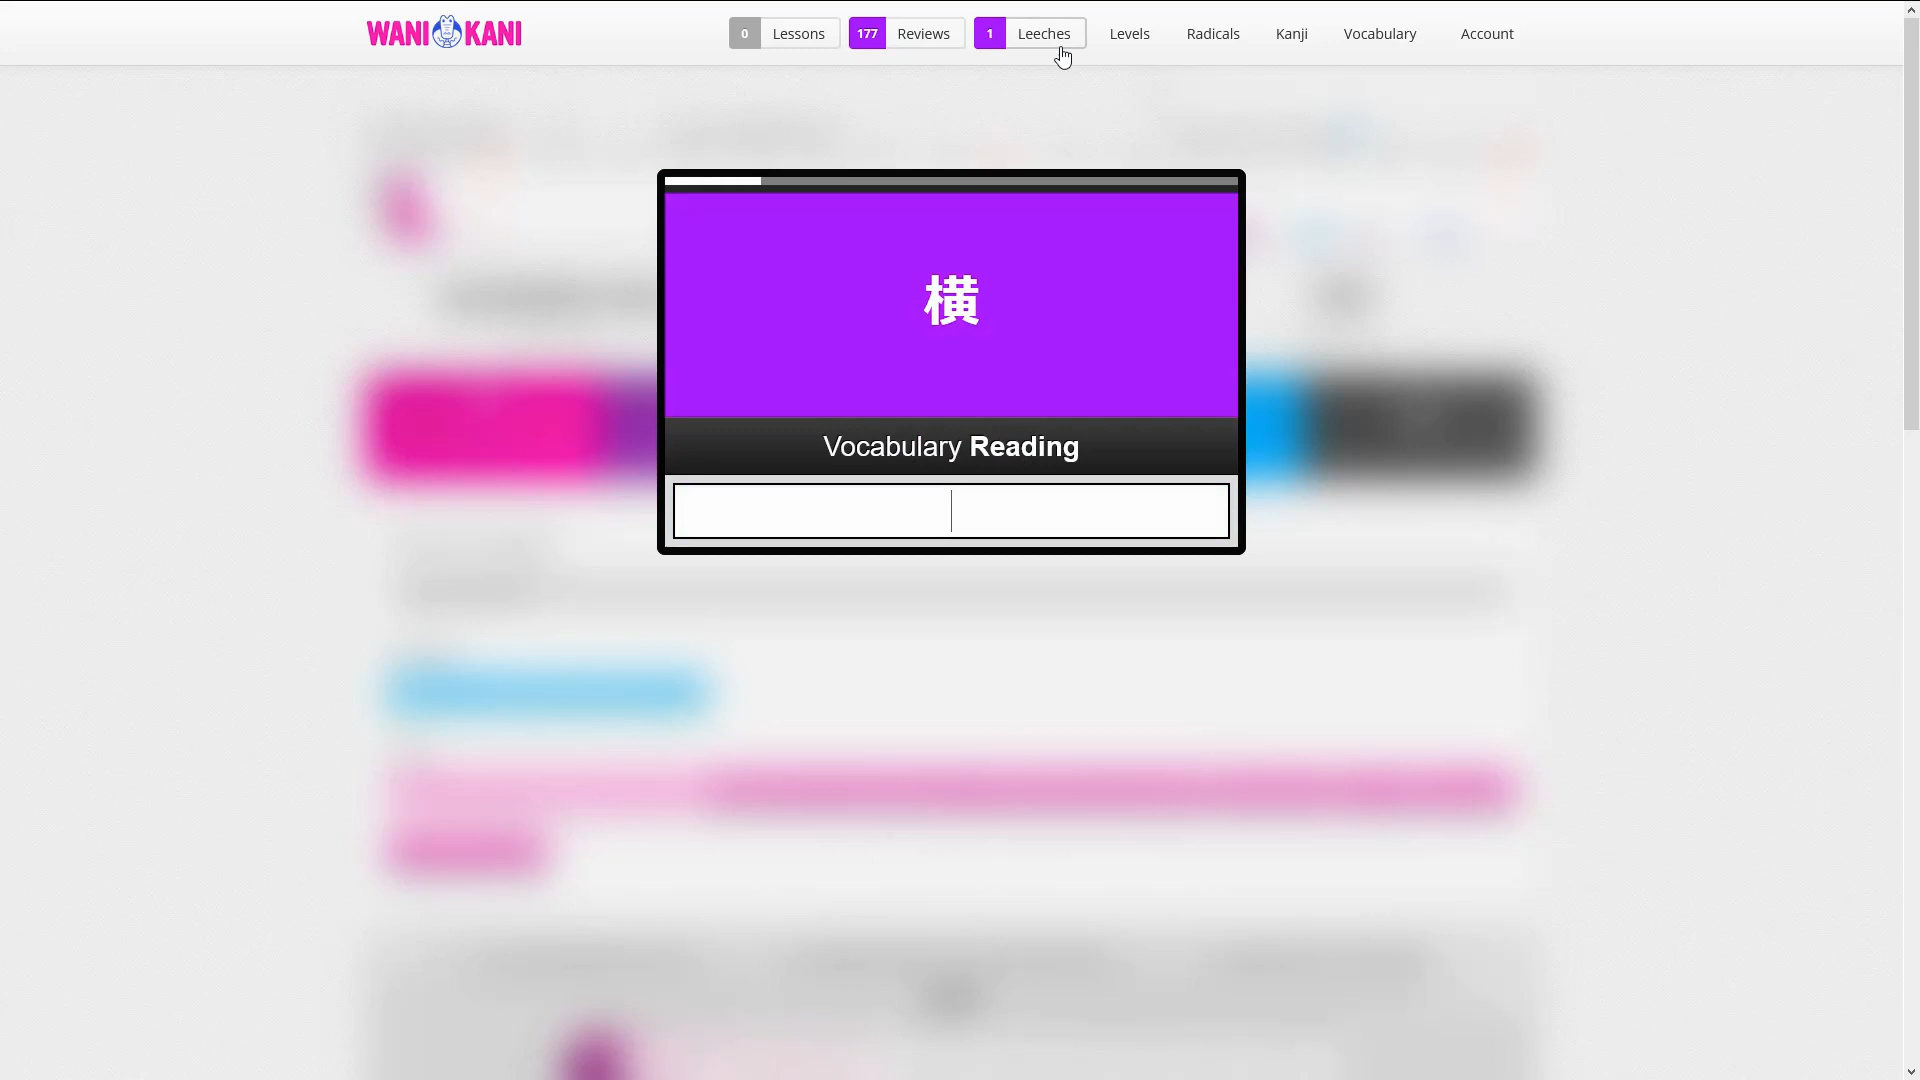 WANI KANI
0 Lessons
177 Reviews
1 Leeches
Levels
Radicals
Kanji
Vocabulary
Account
横
Vocabulary Reading